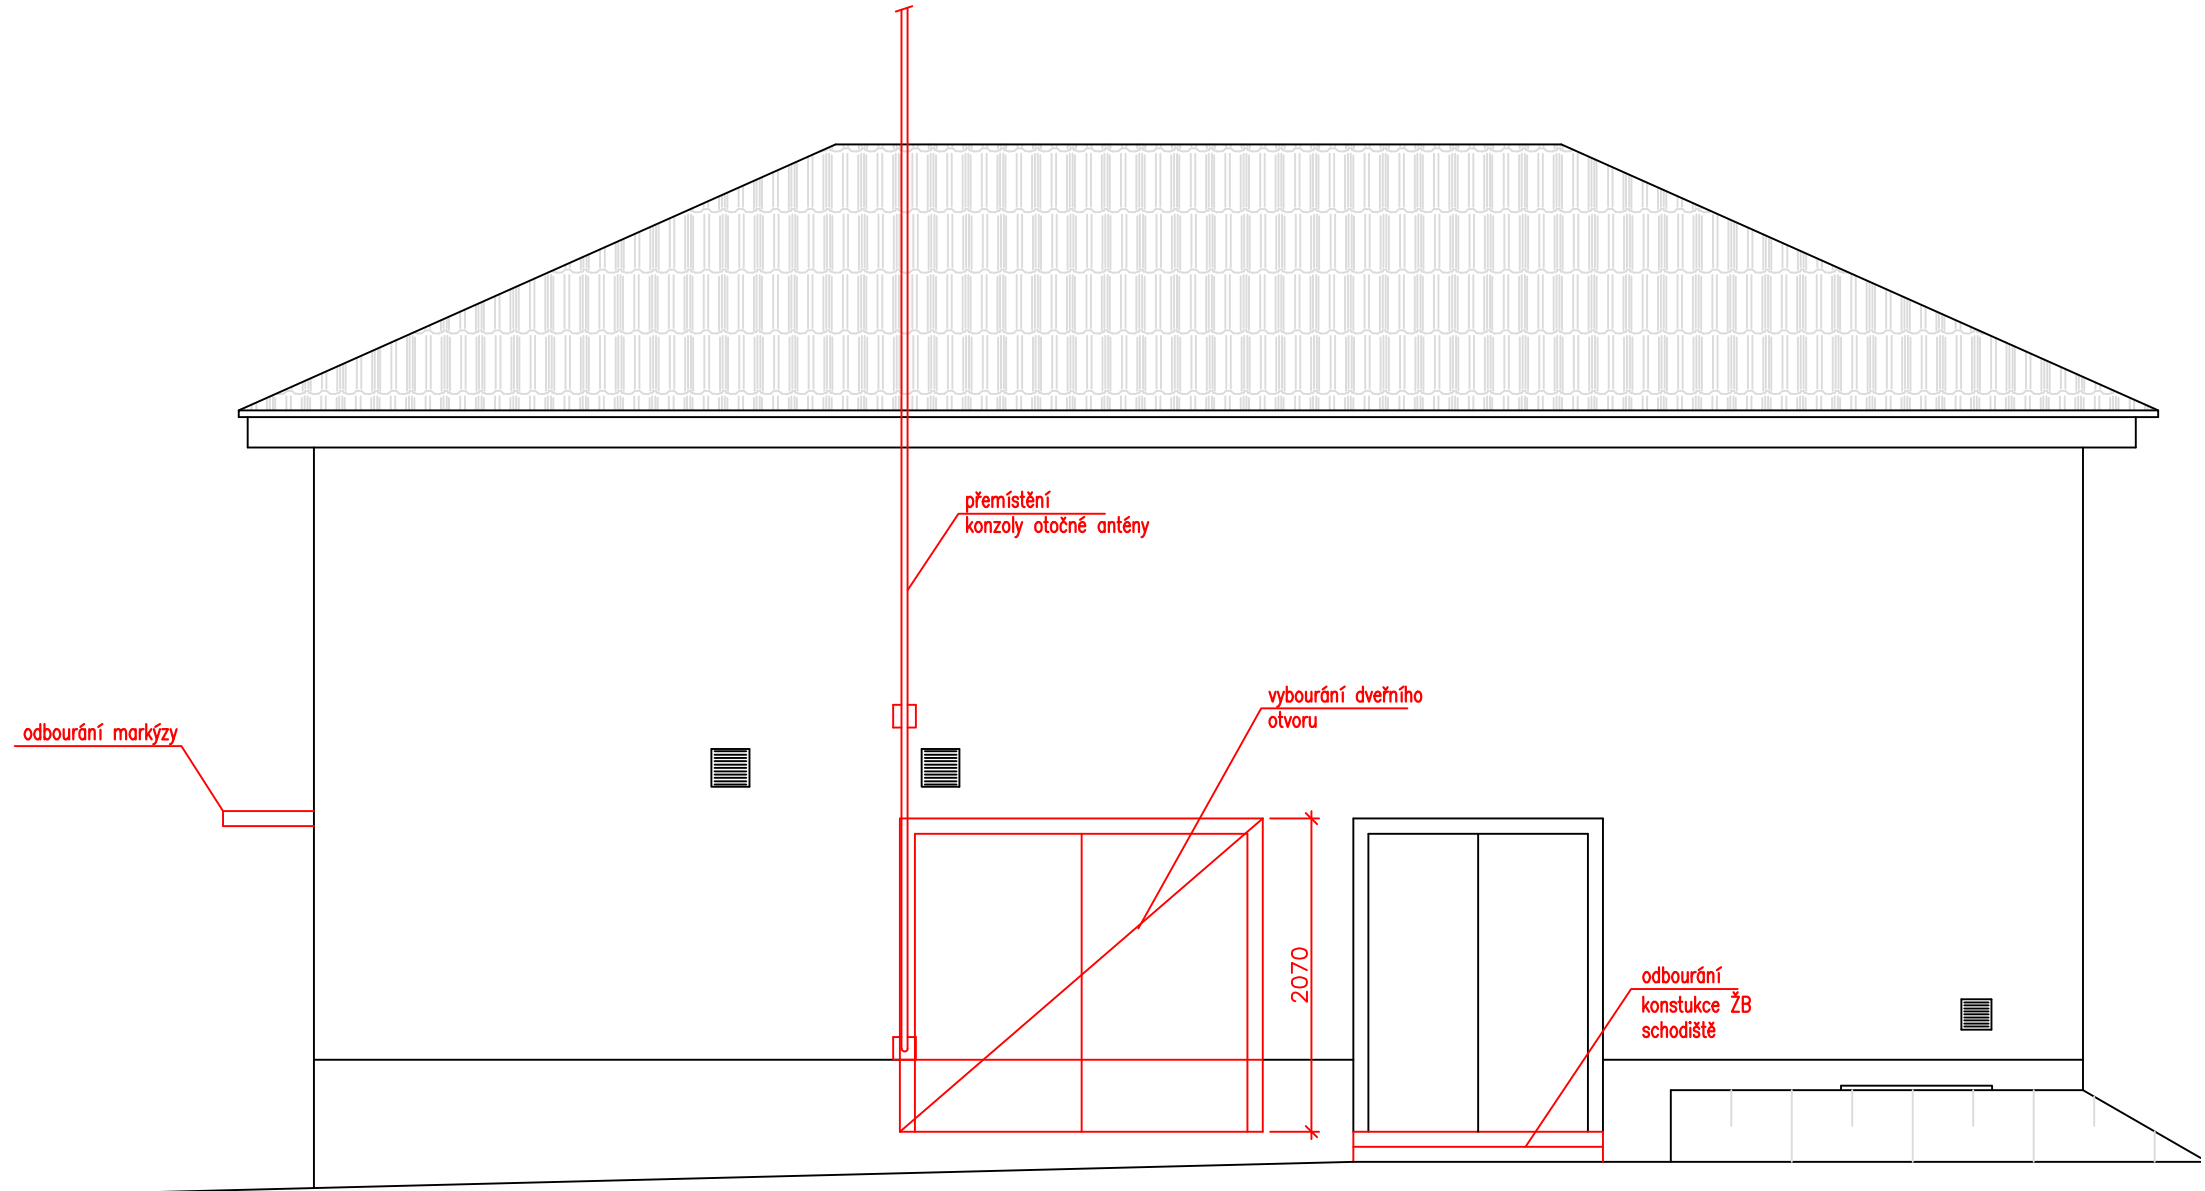 přemístění
konzoly otočné antény
vybourání dveřního
otvoru
odbourání markýzy
2070
odbourání
konstukce ŽB
schodiště